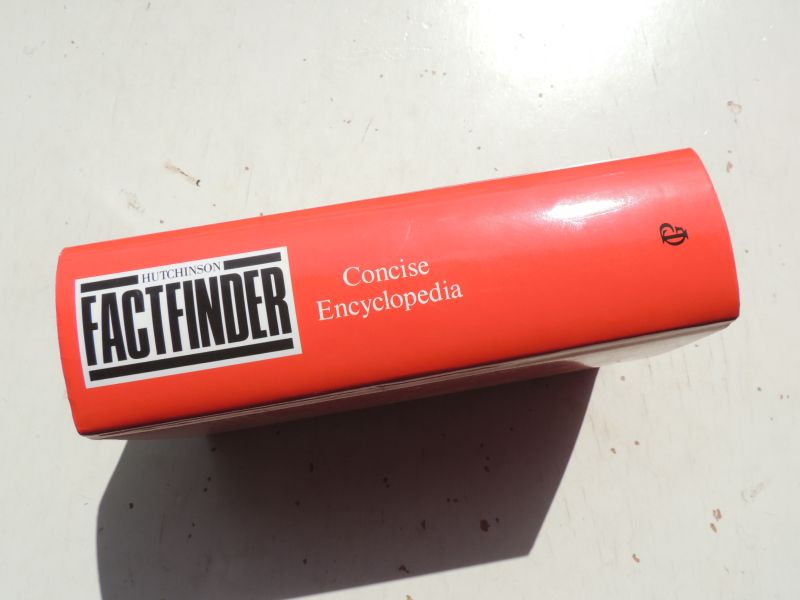 HUTCHINSON
FACTFINDER
Concise
Encyclopedia